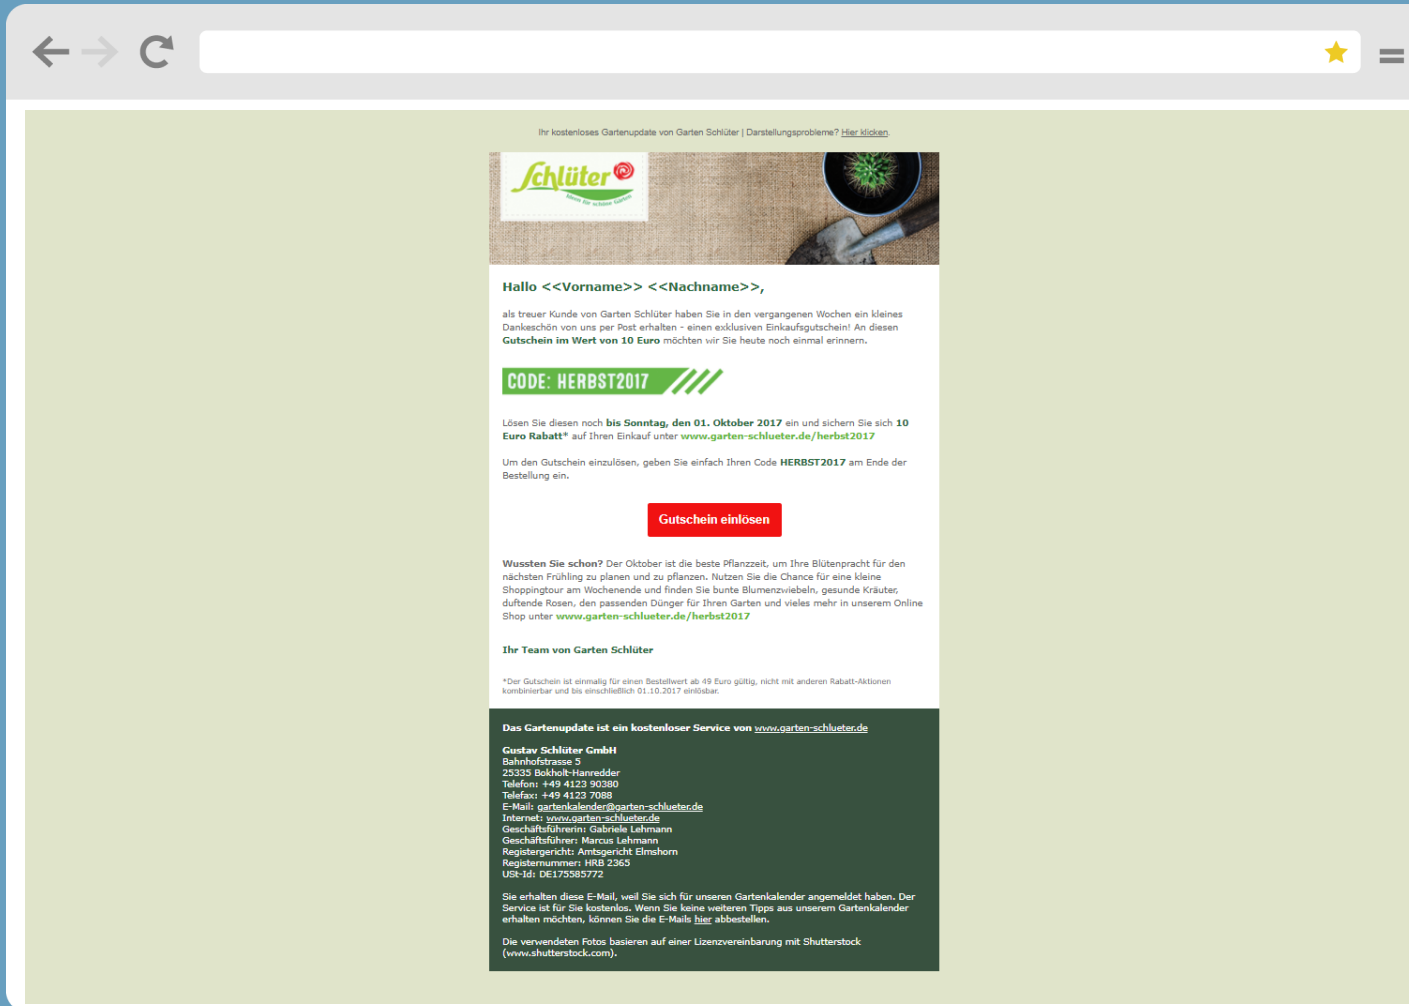 Ihr kostenloses Gartenupdate von Garten Schlüter | Darstellungsprobleme? Hier klicken.
Schlüter
Hallo <<Vorname>> <<Nachname>>,
als treuer Kunde von Garten Schlüter haben Sie in den vergangenen Wochen ein kleines
Dankeschön von uns per Post erhalten - einen exklusiven Einkaufsgutschein! An diesen
Gutschein im Wert von 10 Euro möchten wir Sie heute noch einmal erinnern.
CODE: HERBST2017
Lösen Sie diesen noch bis Sonntag, den 01. Oktober 2017 ein und sichern Sie sich 10
Euro Rabatt* auf Ihren Einkauf unter www.garten-schlueter.de/herbst2017
Um den Gutschein einzulösen, geben Sie einfach Ihren Code HERBST2017 am Ende der
Bestellung ein.
Gutschein einlösen
Wussten Sie schon? Der Oktober ist die beste Pflanzzeit, um Ihre Blütenpracht für den
nächsten Frühling zu planen und zu pflanzen. Nutzen Sie die Chance für eine kleine
Shoppingtour am Wochenende und finden Sie bunte Blumenzwiebeln, gesunde Kräuter,
duftende Rosen, den passenden Dünger für Ihren Garten und vieles mehr in unserem Online
Shop unter www.garten-schlueter.de/herbst2017
Ihr Team von Garten Schlüter
*Der Gutschein ist einmalig für einen Bestellwert ab 49 Euro gültig, nicht mit anderen Rabatt-Aktionen
kombinierbar und bis einschließlich 01.10.2017 einlösbar.
Das Gartenupdate ist ein kostenloser Service von www.garten-schlueter.de
Gustav Schlüter GmbH
Bahnhofstrasse 5
25335 Bokholt-Hanredder
Telefon: +49 4123 90380
Telefax: +49 4123 7088
E-Mail: gartenkalender@garten-schlueter.de
Internet: www.garten-schlueter.de
Geschäftsführerin: Gabriele Lehmann
Geschäftsführer: Marcus Lehmann
Registergericht: Amtsgericht Elmshorn
Registernummer: HRB 2365
USt-Id: DE175585772
Sie erhalten diese E-Mail, weil Sie sich für unseren Gartenkalender angemeldet haben. Der
Service ist für Sie kostenlos. Wenn Sie keine weiteren Tipps aus unserem Gartenkalender
erhalten möchten, können Sie die E-Mails hier abbestellen.
Die verwendeten Fotos basieren auf einer Lizenzvereinbarung mit Shutterstock
(www.shutterstock.com).